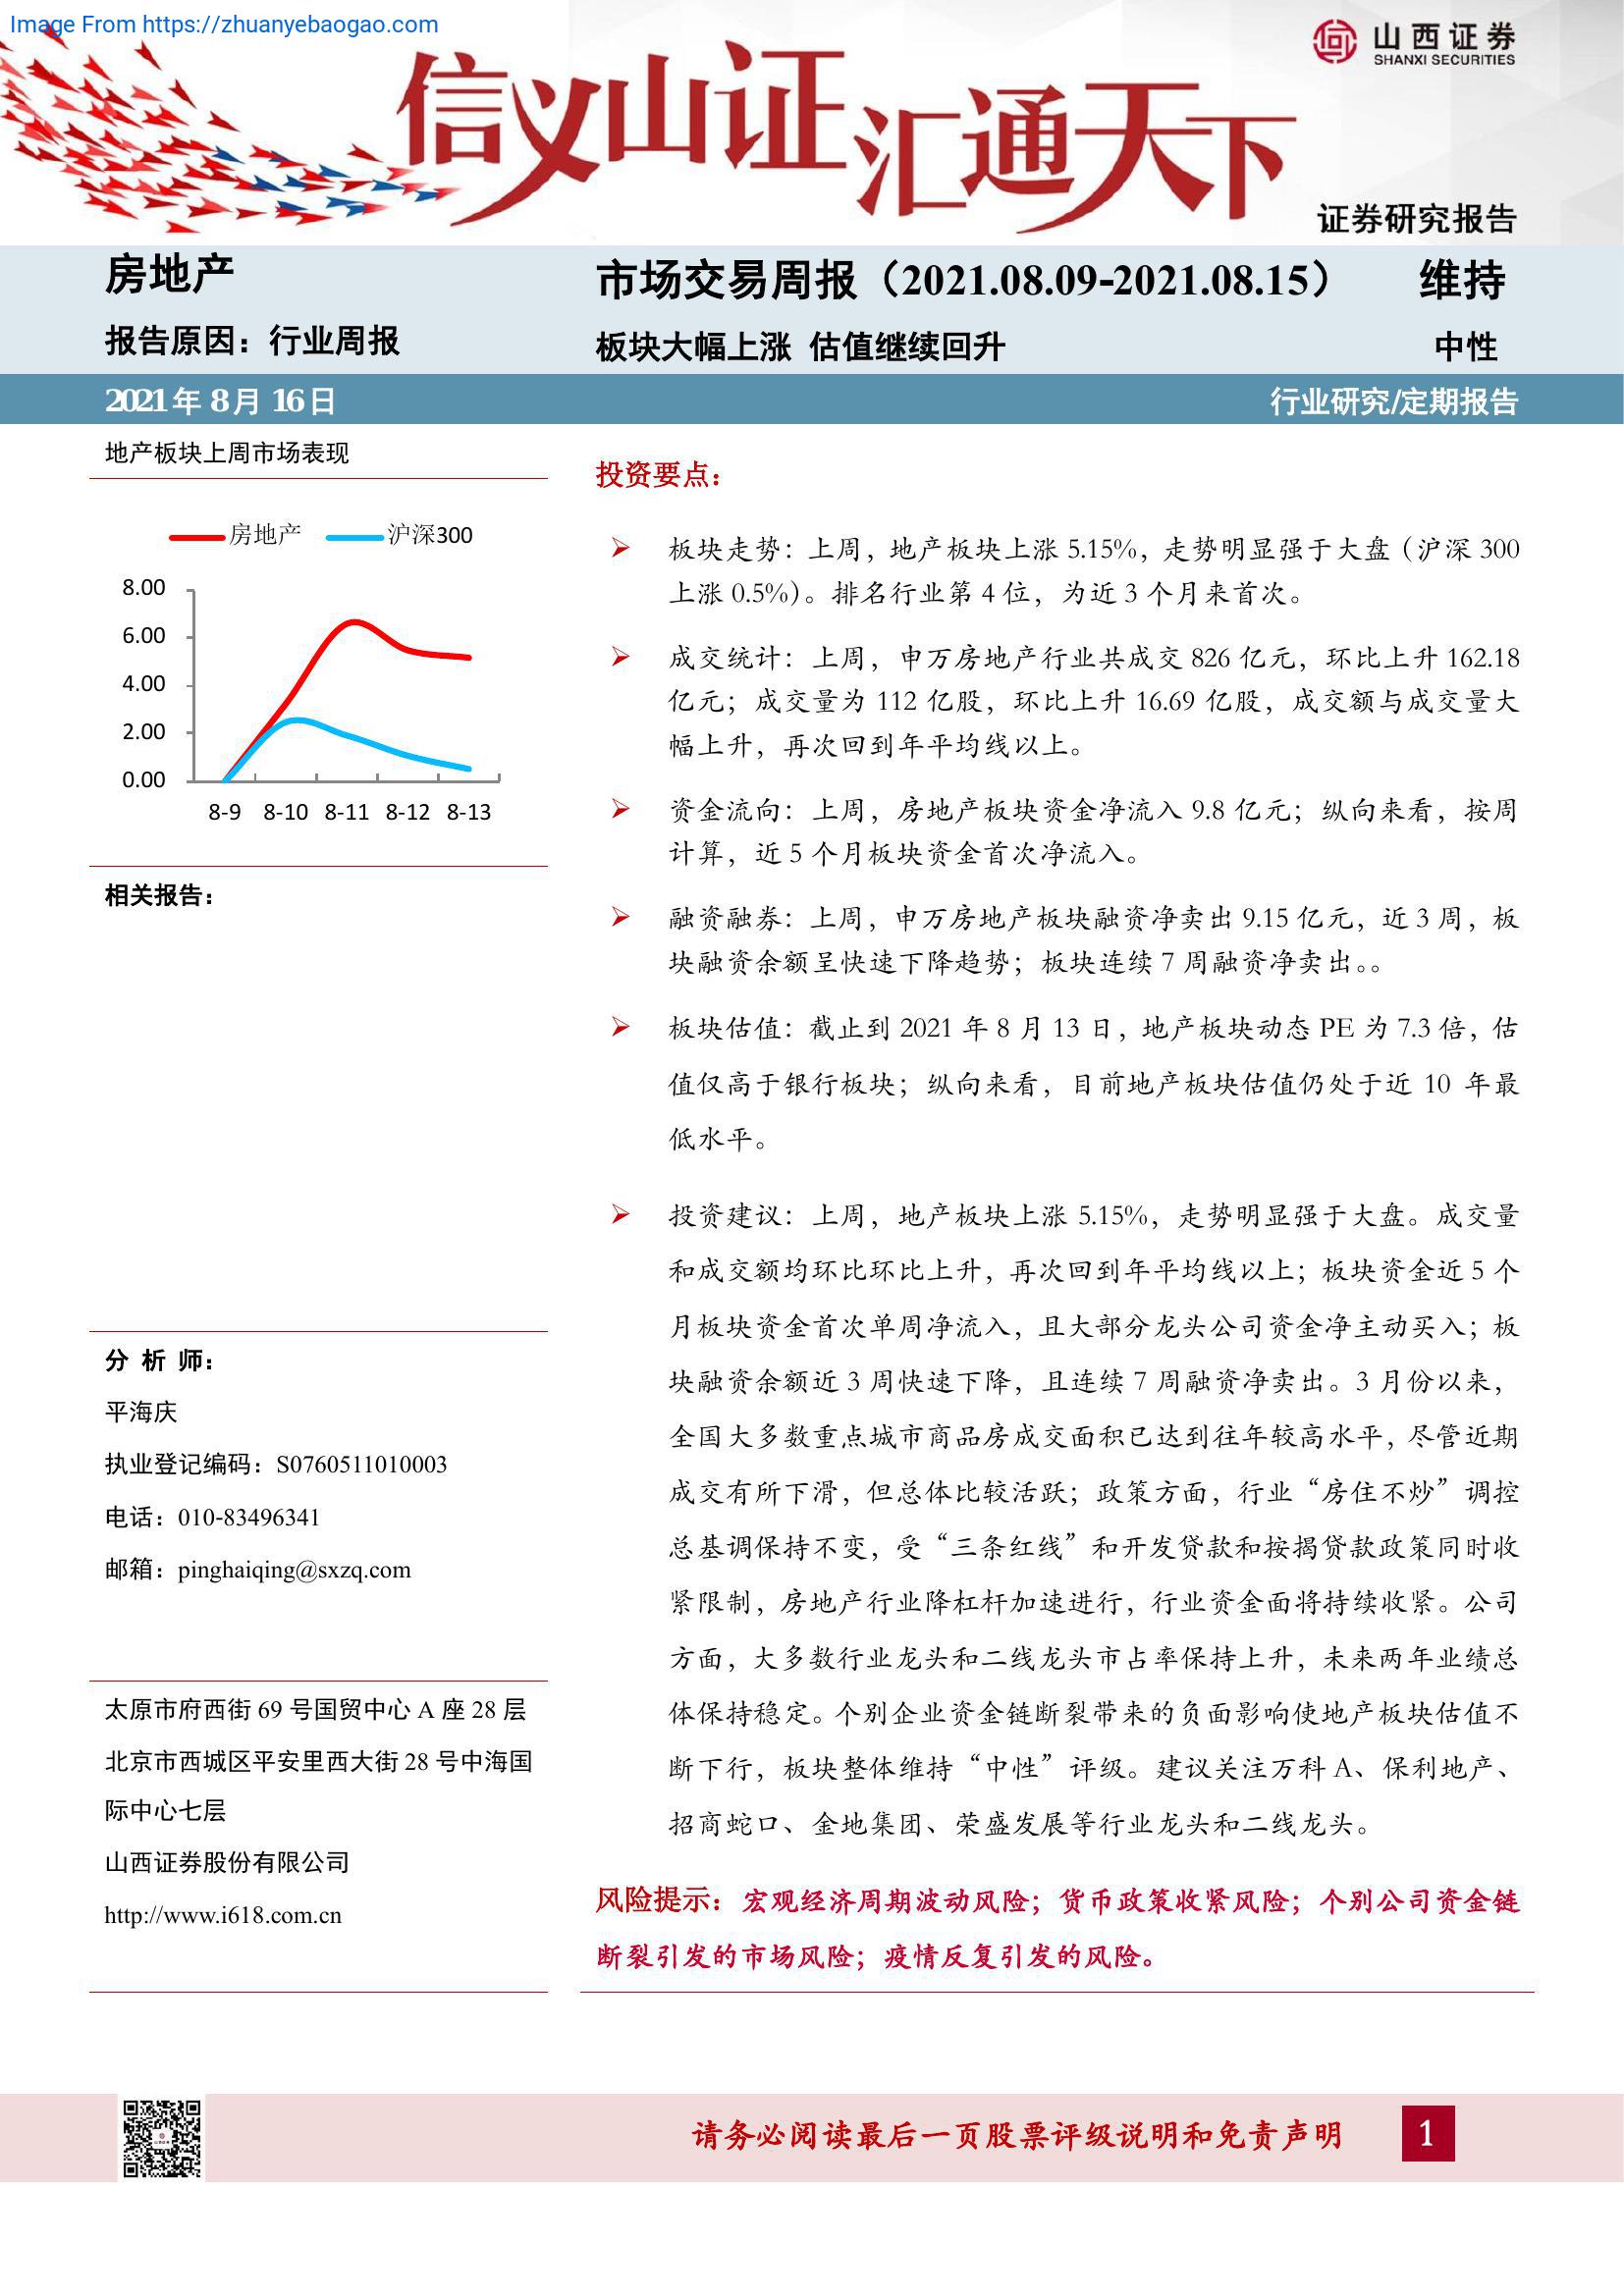 Image From https://zhuanyebaogao.com
山西证券
SHANXI SECURITIES
信义山证汇通天下
证券研究报告
房地产
报告原因：行业周报
市场交易周报（2021.08.09-2021.08.15）
维持
板块大幅上涨 估值继续回升
中性
2021年 8月 16日
行业研究/定期报告
地产板块上周市场表现
房地产
沪深300
8.00
6.00
4.00
2.00
0.00
8-9 8-10 8-11 8-12 8-13
相关报告：
分 析 师：
平海庆
执业登记编码：S0760511010003
电话：010-83496341
邮箱：pinghaiqing@sxzq.com
太原市府西街 69 号国贸中心 A 座 28 层
北京市西城区平安里西大街 28 号中海国
际中心七层
山西证券股份有限公司
http://www.i618.com.cn
投资要点：
板块走势：上周，地产板块上涨 5.15%，走势明显强于大盘（沪深 300
上涨 0.5%）。排名行业第 4 位，为近 3 个月来首次。
成交统计：上周，申万房地产行业共成交 826 亿元，环比上升 162.18
亿元；成交量为 112 亿股，环比上升 16.69 亿股，成交额与成交量大
幅上升，再次回到年平均线以上。
资金流向：上周，房地产板块资金净流入 9.8 亿元；纵向来看，按周
计算，近 5 个月板块资金首次净流入。
融资融券：上周，申万房地产板块融资净卖出 9.15 亿元，近 3 周，板
块融资余额呈快速下降趋势；板块连续 7 周融资净卖出。。
板块估值：截止到 2021 年 8 月 13 日，地产板块动态 PE 为 7.3 倍，估
值仅高于银行板块；纵向来看，目前地产板块估值仍处于近 10 年最
低水平。
投资建议：上周，地产板块上涨 5.15%，走势明显强于大盘。成交量
和成交额均环比环比上升，再次回到年平均线以上；板块资金近 5 个
月板块资金首次单周净流入，且大部分龙头公司资金净主动买入；板
块融资余额近 3 周快速下降，且连续 7 周融资净卖出。3 月份以来，
全国大多数重点城市商品房成交面积已达到往年较高水平，尽管近期
成交有所下滑，但总体比较活跃；政策方面，行业“房住不炒”调控
总基调保持不变，受“三条红线”和开发贷款和按揭贷款政策同时收
紧限制，房地产行业降杠杆加速进行，行业资金面将持续收紧。公司
方面，大多数行业龙头和二线龙头市占率保持上升，未来两年业绩总
体保持稳定。个别企业资金链断裂带来的负面影响使地产板块估值不
断下行，板块整体维持“中性”评级。建议关注万科 A、保利地产、
招商蛇口、金地集团、荣盛发展等行业龙头和二线龙头。
风险提示：宏观经济周期波动风险；货币政策收紧风险；个别公司资金链
断裂引发的市场风险；疫情反复引发的风险。
请务必阅读最后一页股票评级说明和免责声明
1